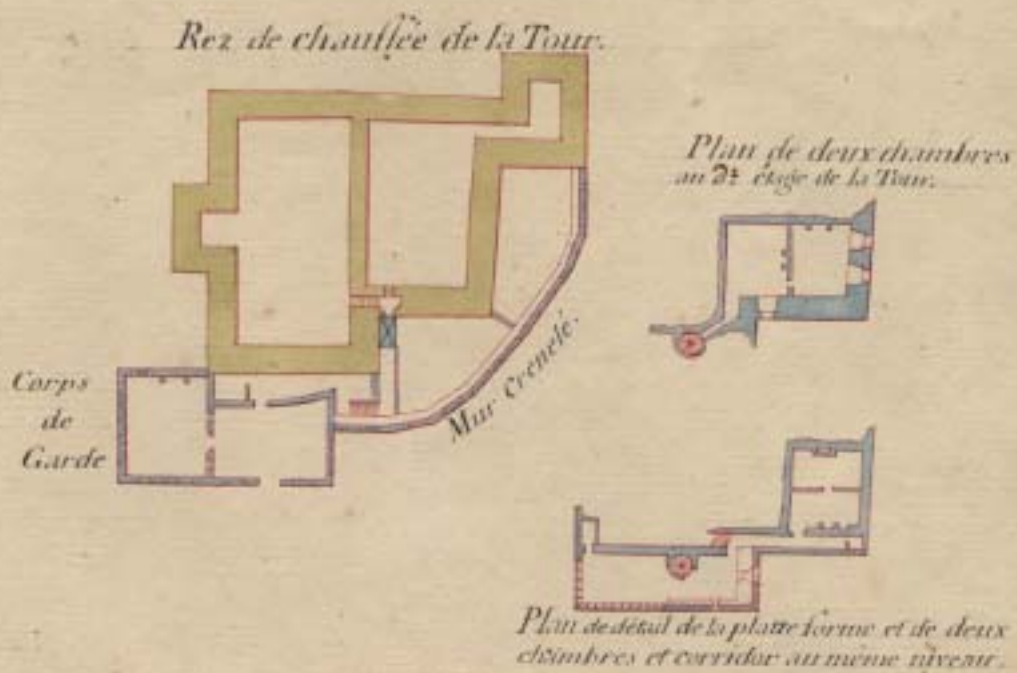 Rez de chaussée de la Tour.
Plan de deux chambres
au 2e. étage de la Tour.
Corps
de
Garde
Mur Crenelé.
Plan de détail de la platte forme et de deux
chambres et corridor au même niveau.